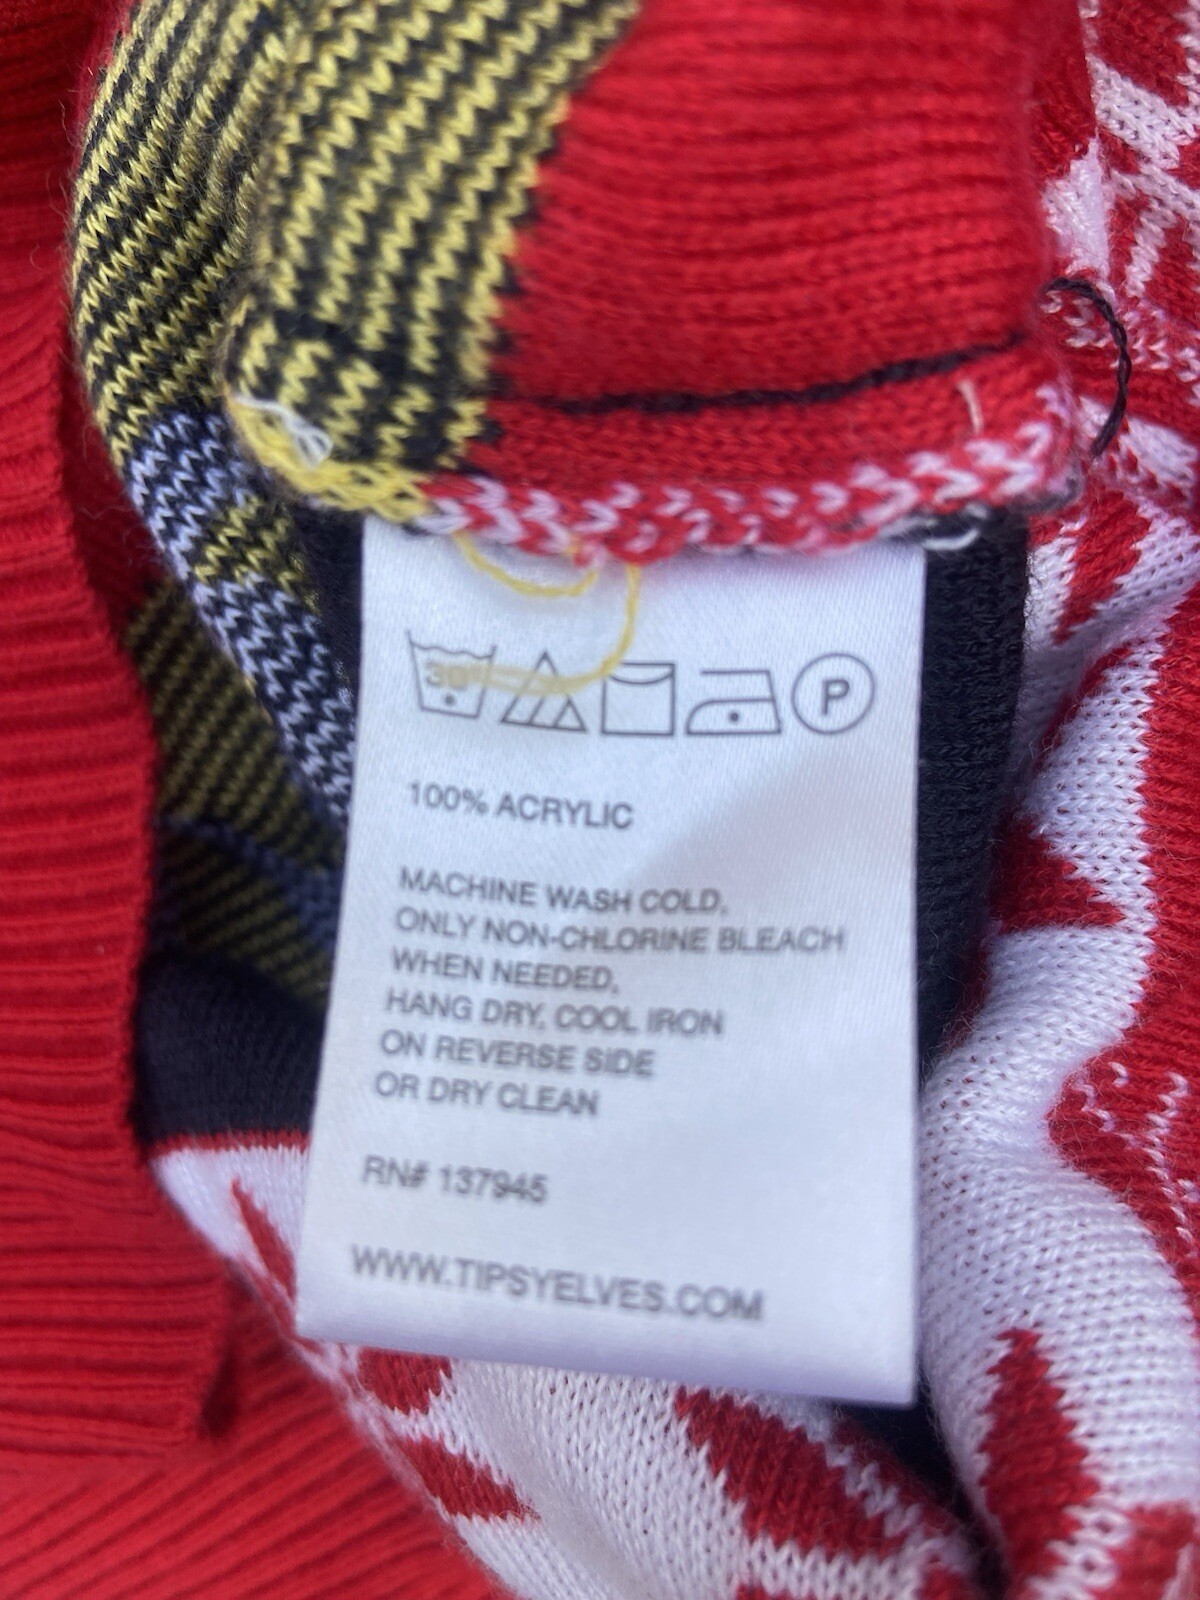 30°
P
100% ACRYLIC
MACHINE WASH COLD,
ONLY NON-CHLORINE BLEACH
WHEN NEEDED,
HANG DRY, COOL IRON
ON REVERSE SIDE
OR DRY CLEAN
RN# 137945
WWW.TIPSYELVES.COM